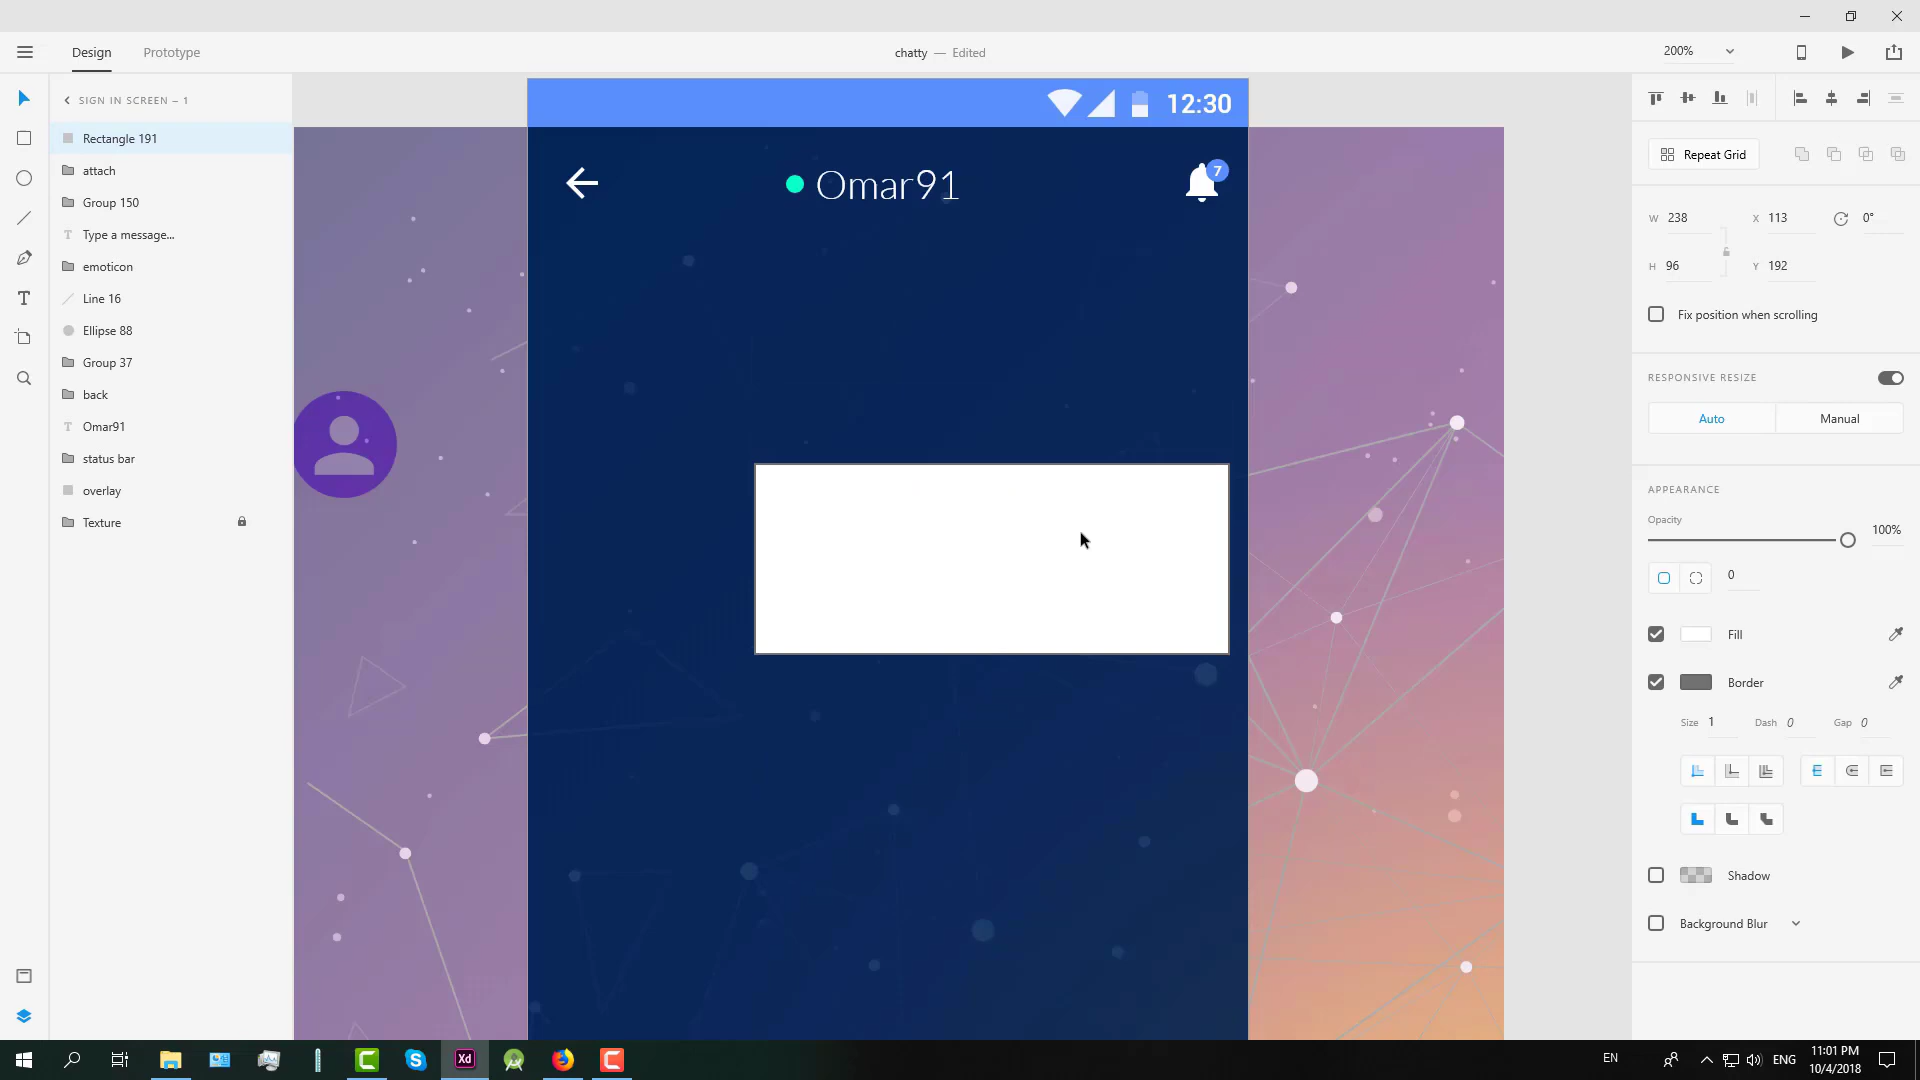 Design
Prototype
chatty — Edited
200%
SIGN IN SCREEN – 1
Rectangle 191
attach
Group 150
Type a message...
emoticon
Line 16
Ellipse 88
Group 37
back
Omar91
status bar
overlay
Texture
12:30
Omar91
7
Repeat Grid
W 238
X 113
0°
H 96
Y 192
Fix position when scrolling
RESPONSIVE RESIZE
Auto
Manual
APPEARANCE
Opacity
100%
0
Fill
Border
Size 1
Dash 0
Gap 0
Shadow
Background Blur
Xd
EN
ENG
11:01 PM
10/4/2018